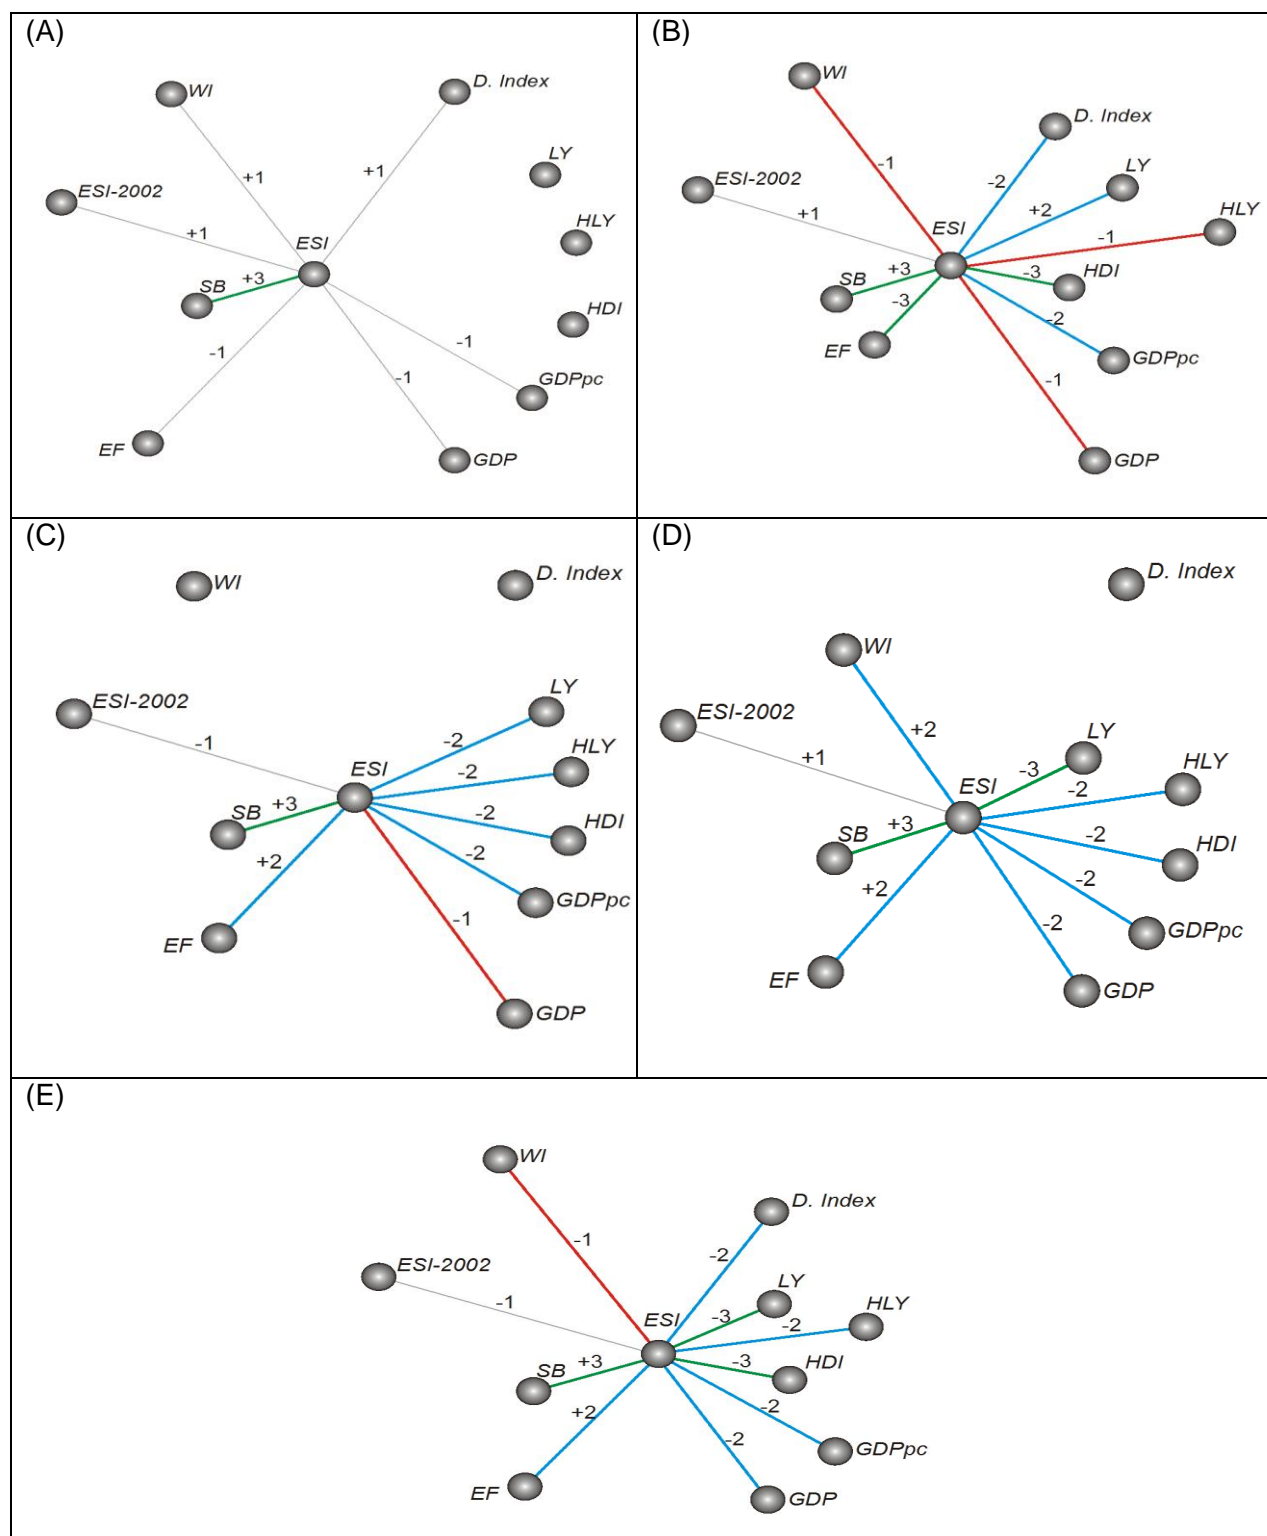 (A)
WI
D. Index
LY
+1
+1
ESI-2002
HLY
+1
ESI
SB
+3
HDI
-1
-1
-1
GDPpc
EF
GDP
(B)
WI
D. Index
-1
LY
ESI-2002
-2
+2
HLY
+1
ESI
-1
SB
+3
-3
HDI
-3
-2
EF
GDPpc
-1
GDP
(C)
WI
D. Index
LY
ESI-2002
-1
-2
HLY
ESI
-2
SB
+3
-2
HDI
+2
-2
GDPpc
-1
EF
GDP
(D)
D. Index
WI
ESI-2002
+2
LY
+1
-3
HLY
ESI
-2
SB
+3
-2
HDI
+2
-2
-2
GDPpc
EF
GDP
(E)
WI
D. Index
-1
-2
ESI-2002
LY
-1
HLY
ESI
-3
-2
SB
+3
-3
HDI
+2
-2
-2
GDPpc
EF
GDP